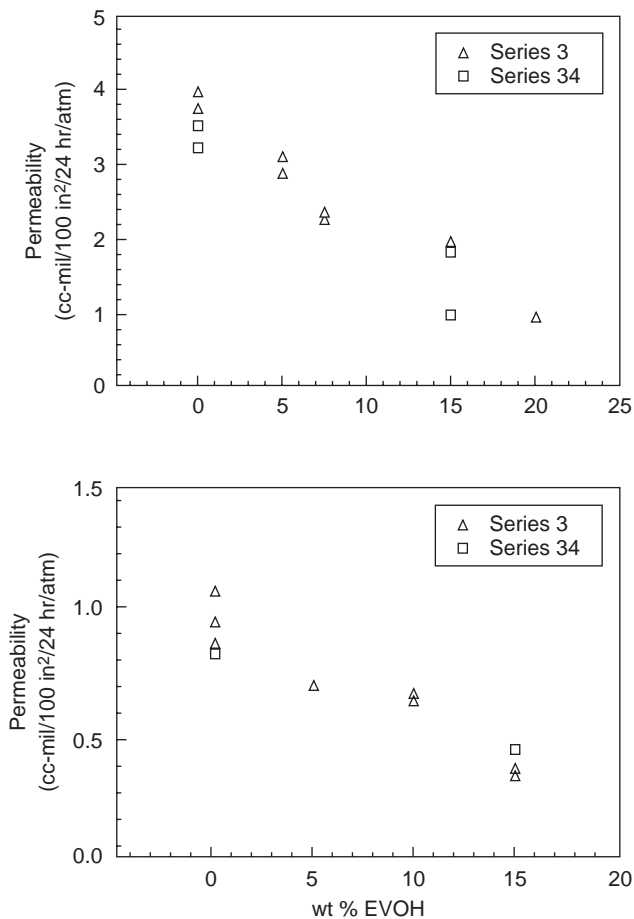 5
4
3
2
1
0
Permeability
(cc-mil/100 in²/24 hr/atm)
Series 3
Series 34
0 5 10 15 20 25
1.5
1.0
0.5
0.0
Permeability
(cc-mil/100 in²/24 hr/atm)
Series 3
Series 34
0 5 10 15 20
wt % EVOH